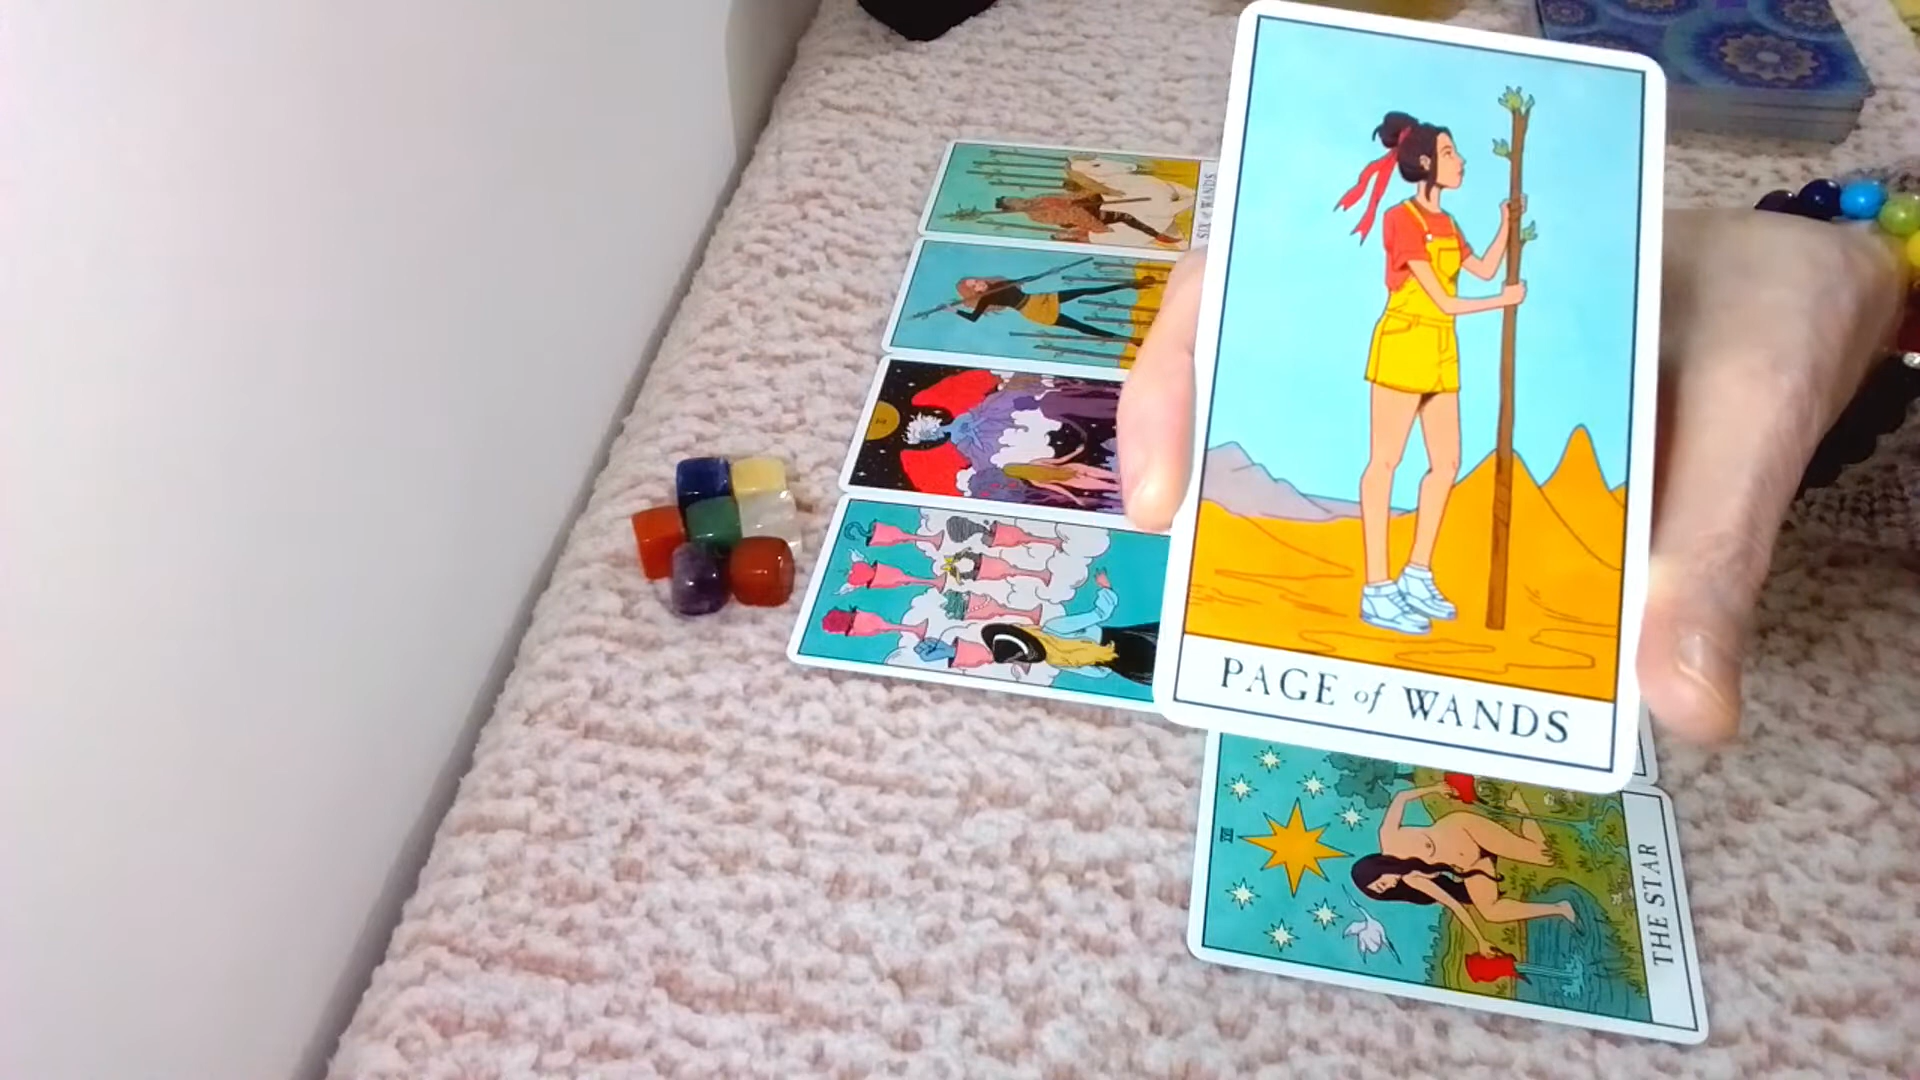 SIX of WANDS
PAGE of WANDS
THE STAR